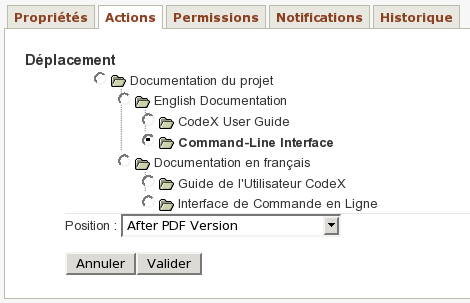 Propriétés Actions Permissions Notifications Historique
Déplacement
Documentation du projet
English Documentation
CodeX User Guide
Command-Line Interface
Documentation en français
Guide de l'Utilisateur CodeX
Interface de Commande en Ligne
Position : After PDF Version
Annuler Valider